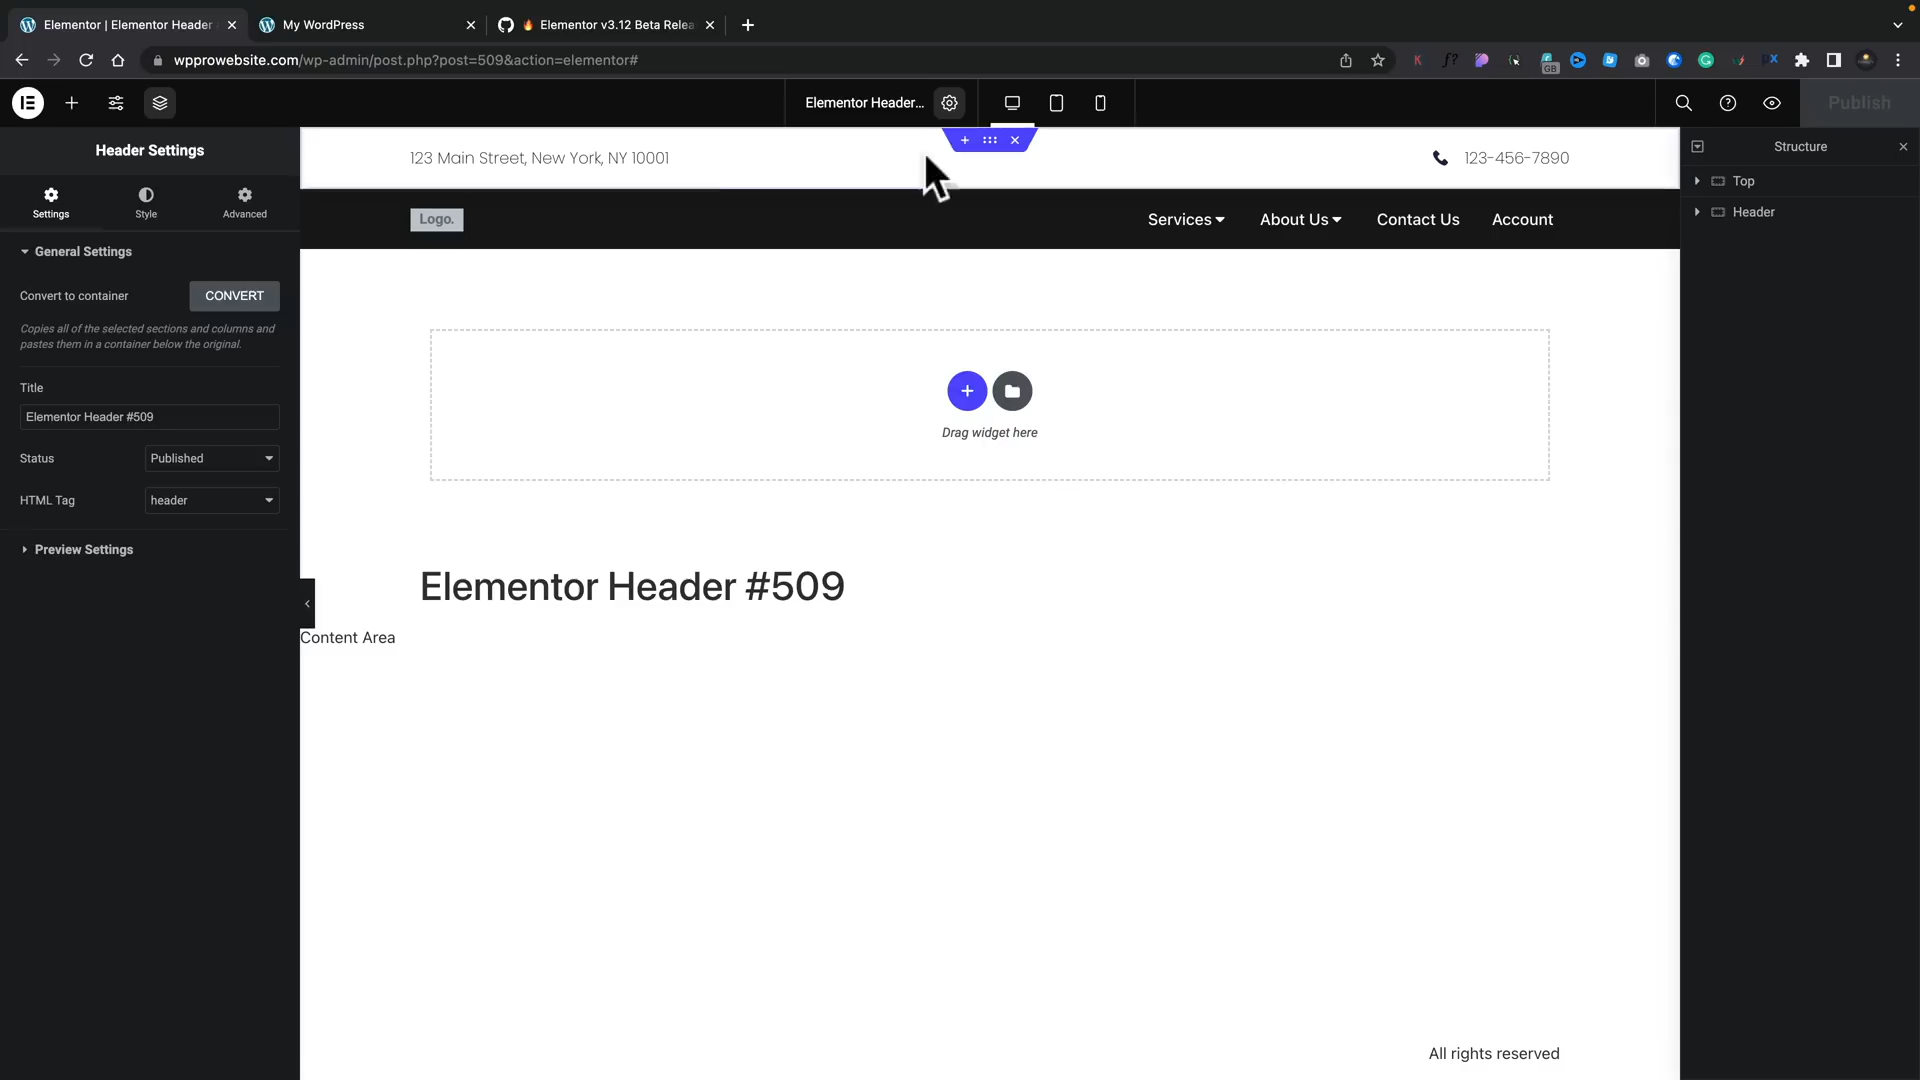 Elementor | Elementor Header
My WordPress
Elementor v3.12 Beta Relea
wpprowebsite.com/wp-admin/post.php?post=509&action=elementor#
GB
Elementor Header...
Publish
Header Settings
Settings
Style
Advanced
General Settings
Convert to container
CONVERT
Copies all of the selected sections and columns and
pastes them in a container below the original.
Title
Elementor Header #509
Status
Published
HTML Tag
header
Preview Settings
123 Main Street, New York, NY 10001
123-456-7890
Logo.
Services
About Us
Contact Us
Account
Drag widget here
Elementor Header #509
Content Area
All rights reserved
Structure
Top
Header